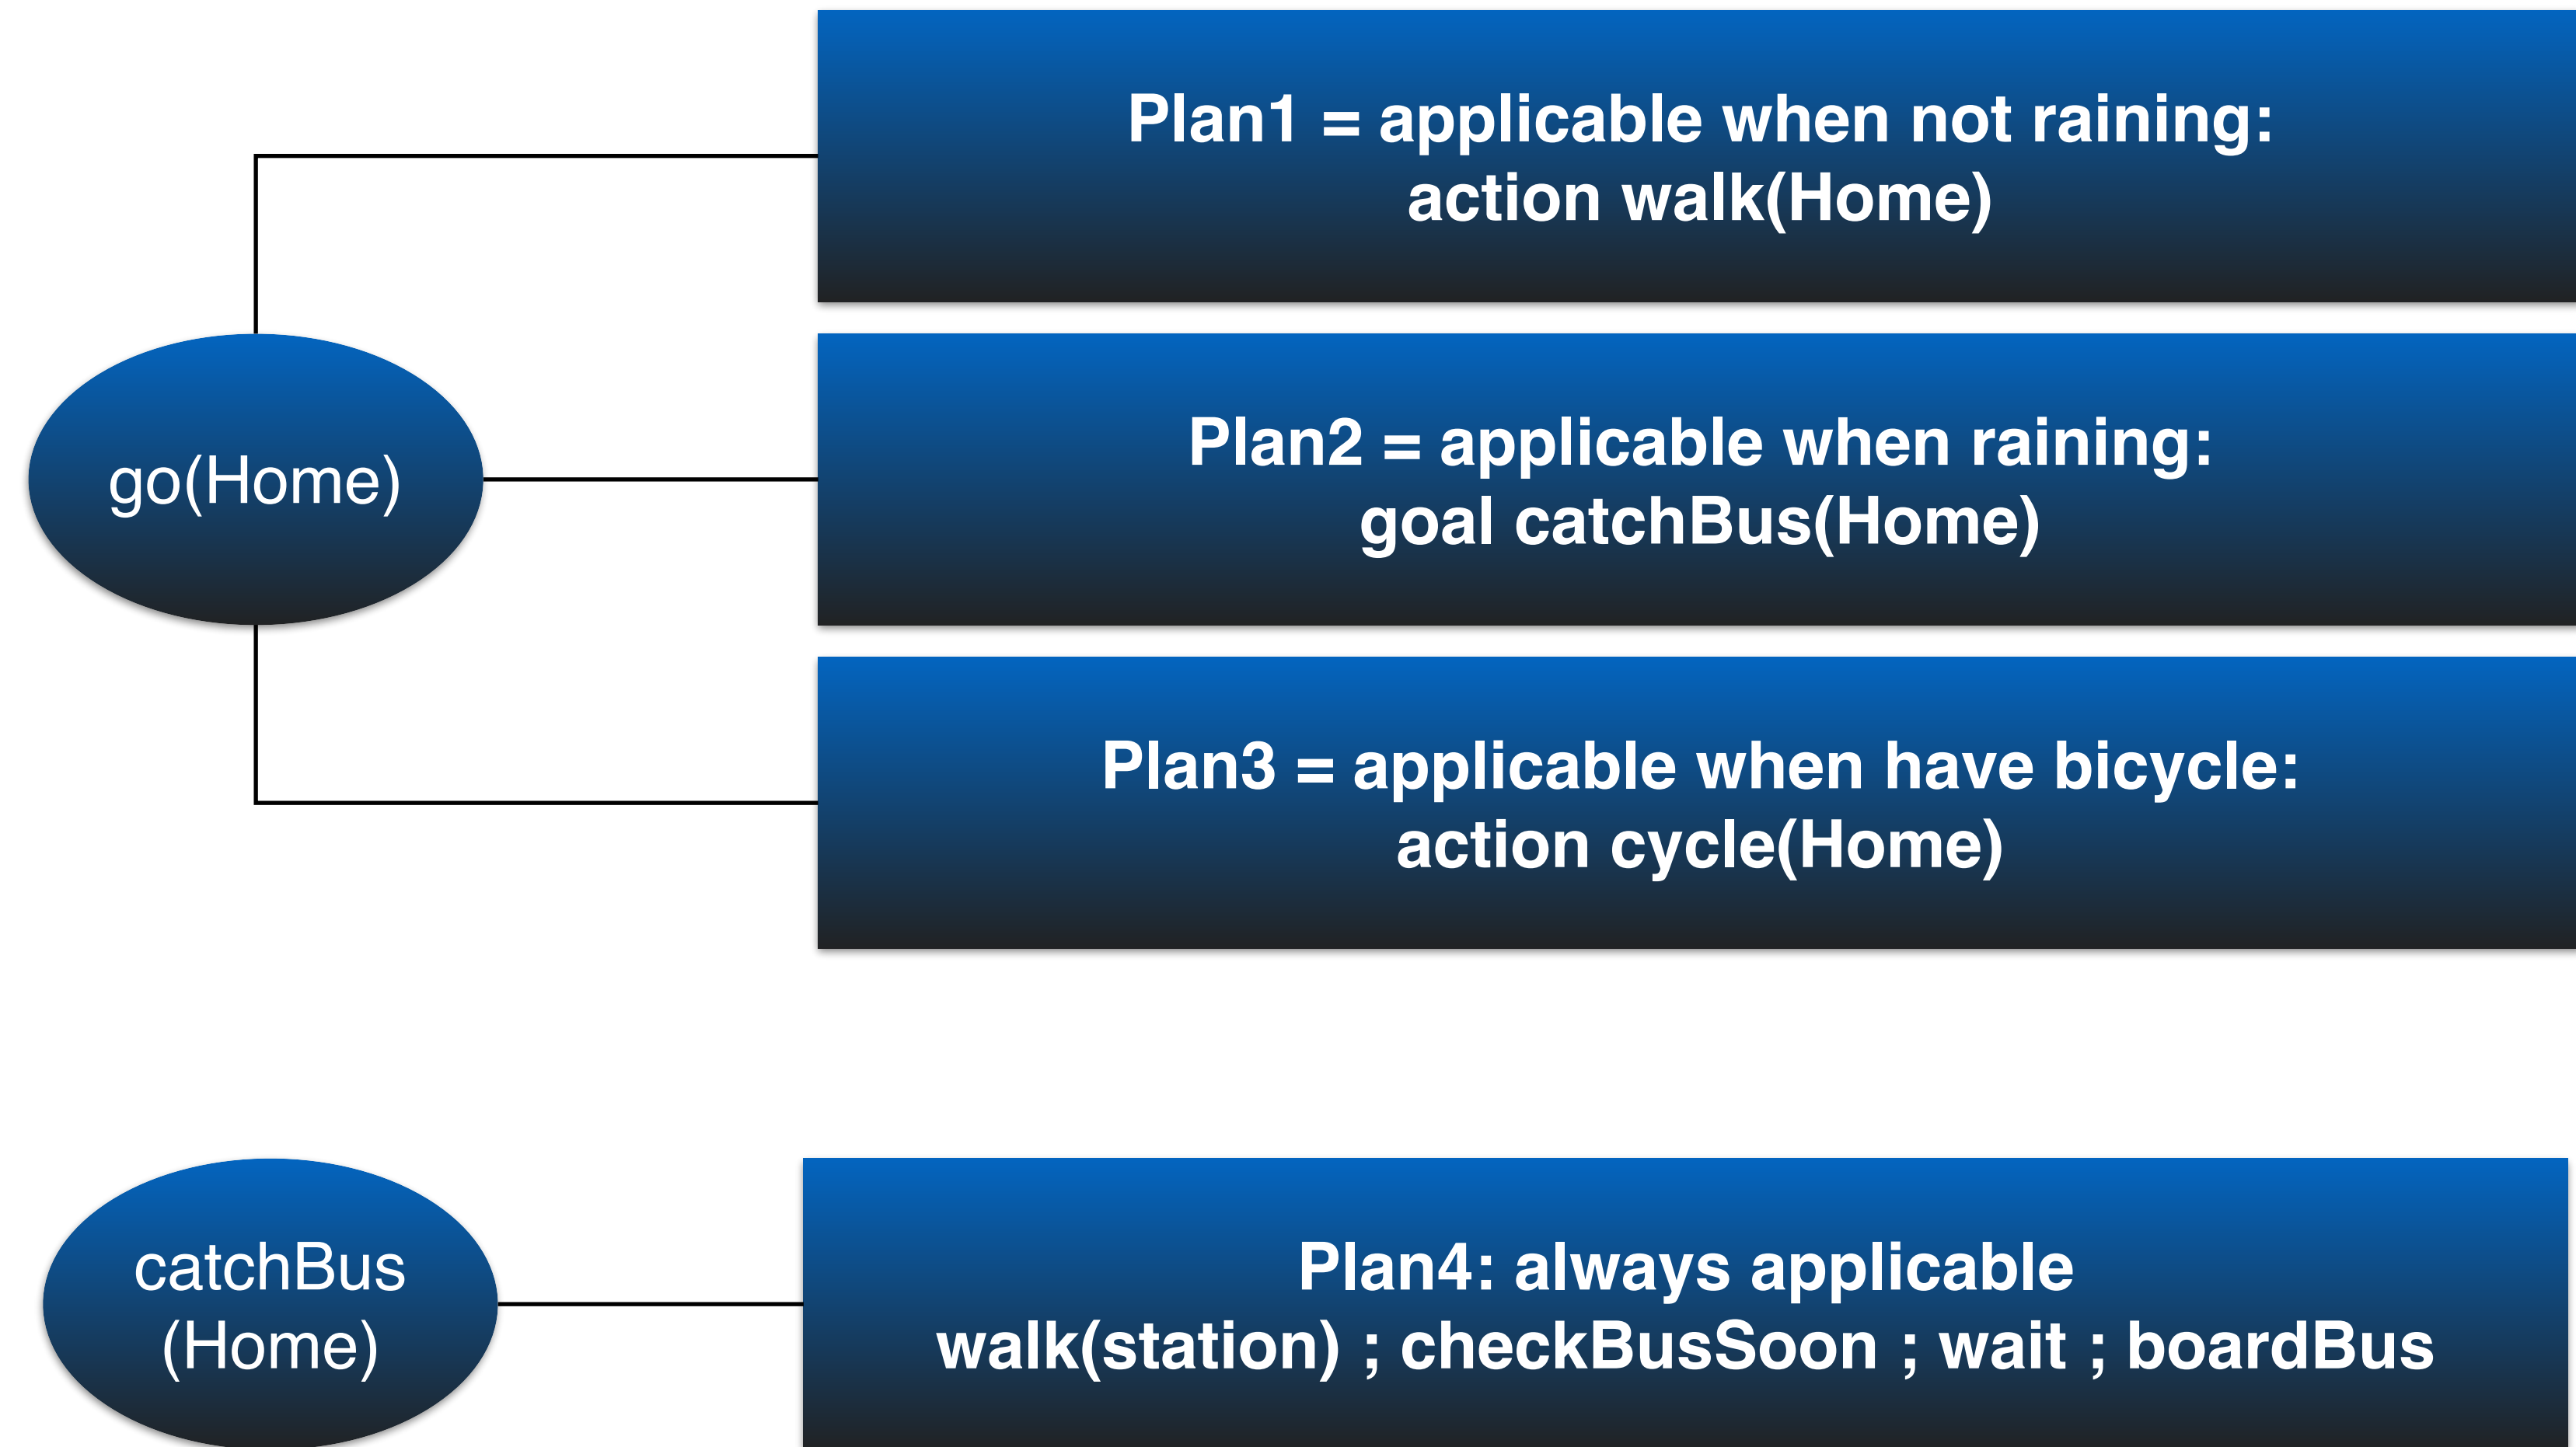 Plan1 = applicable when not raining:
action walk(Home)
go(Home)
Plan2 = applicable when raining:
goal catchBus(Home)
Plan3 = applicable when have bicycle:
action cycle(Home)
catchBus
(Home)
Plan4: always applicable
walk(station) ; checkBusSoon ; wait ; boardBus